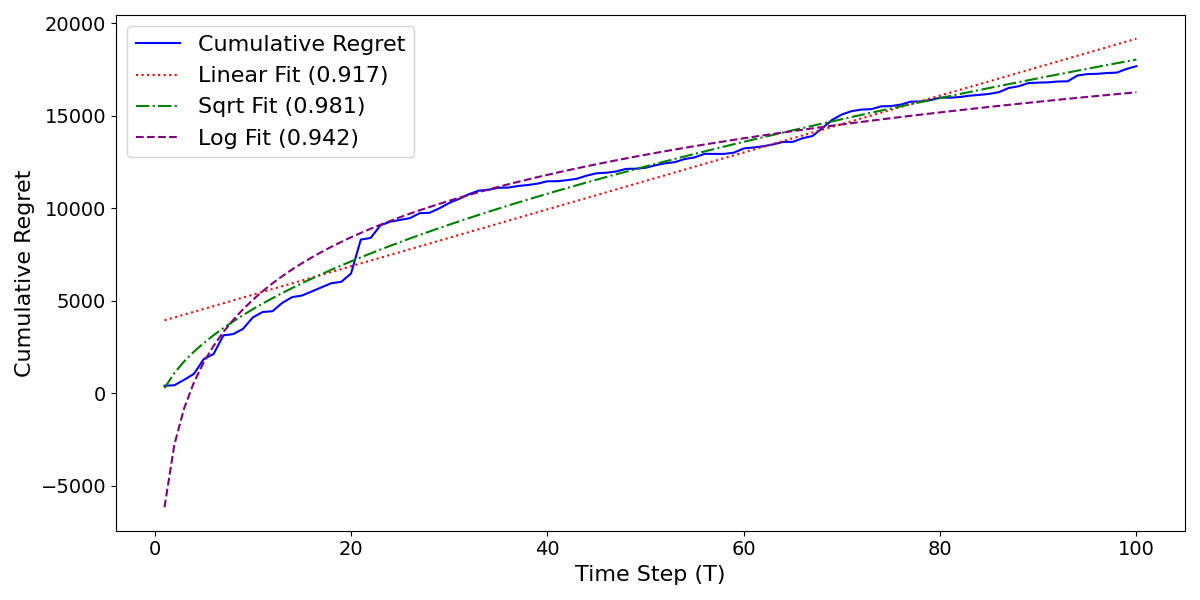 20000
15000
10000
5000
0
−5000
Cumulative Regret
Cumulative Regret
Linear Fit (0.917)
Sqrt Fit (0.981)
Log Fit (0.942)
0 20 40 60 80 100
Time Step (T)